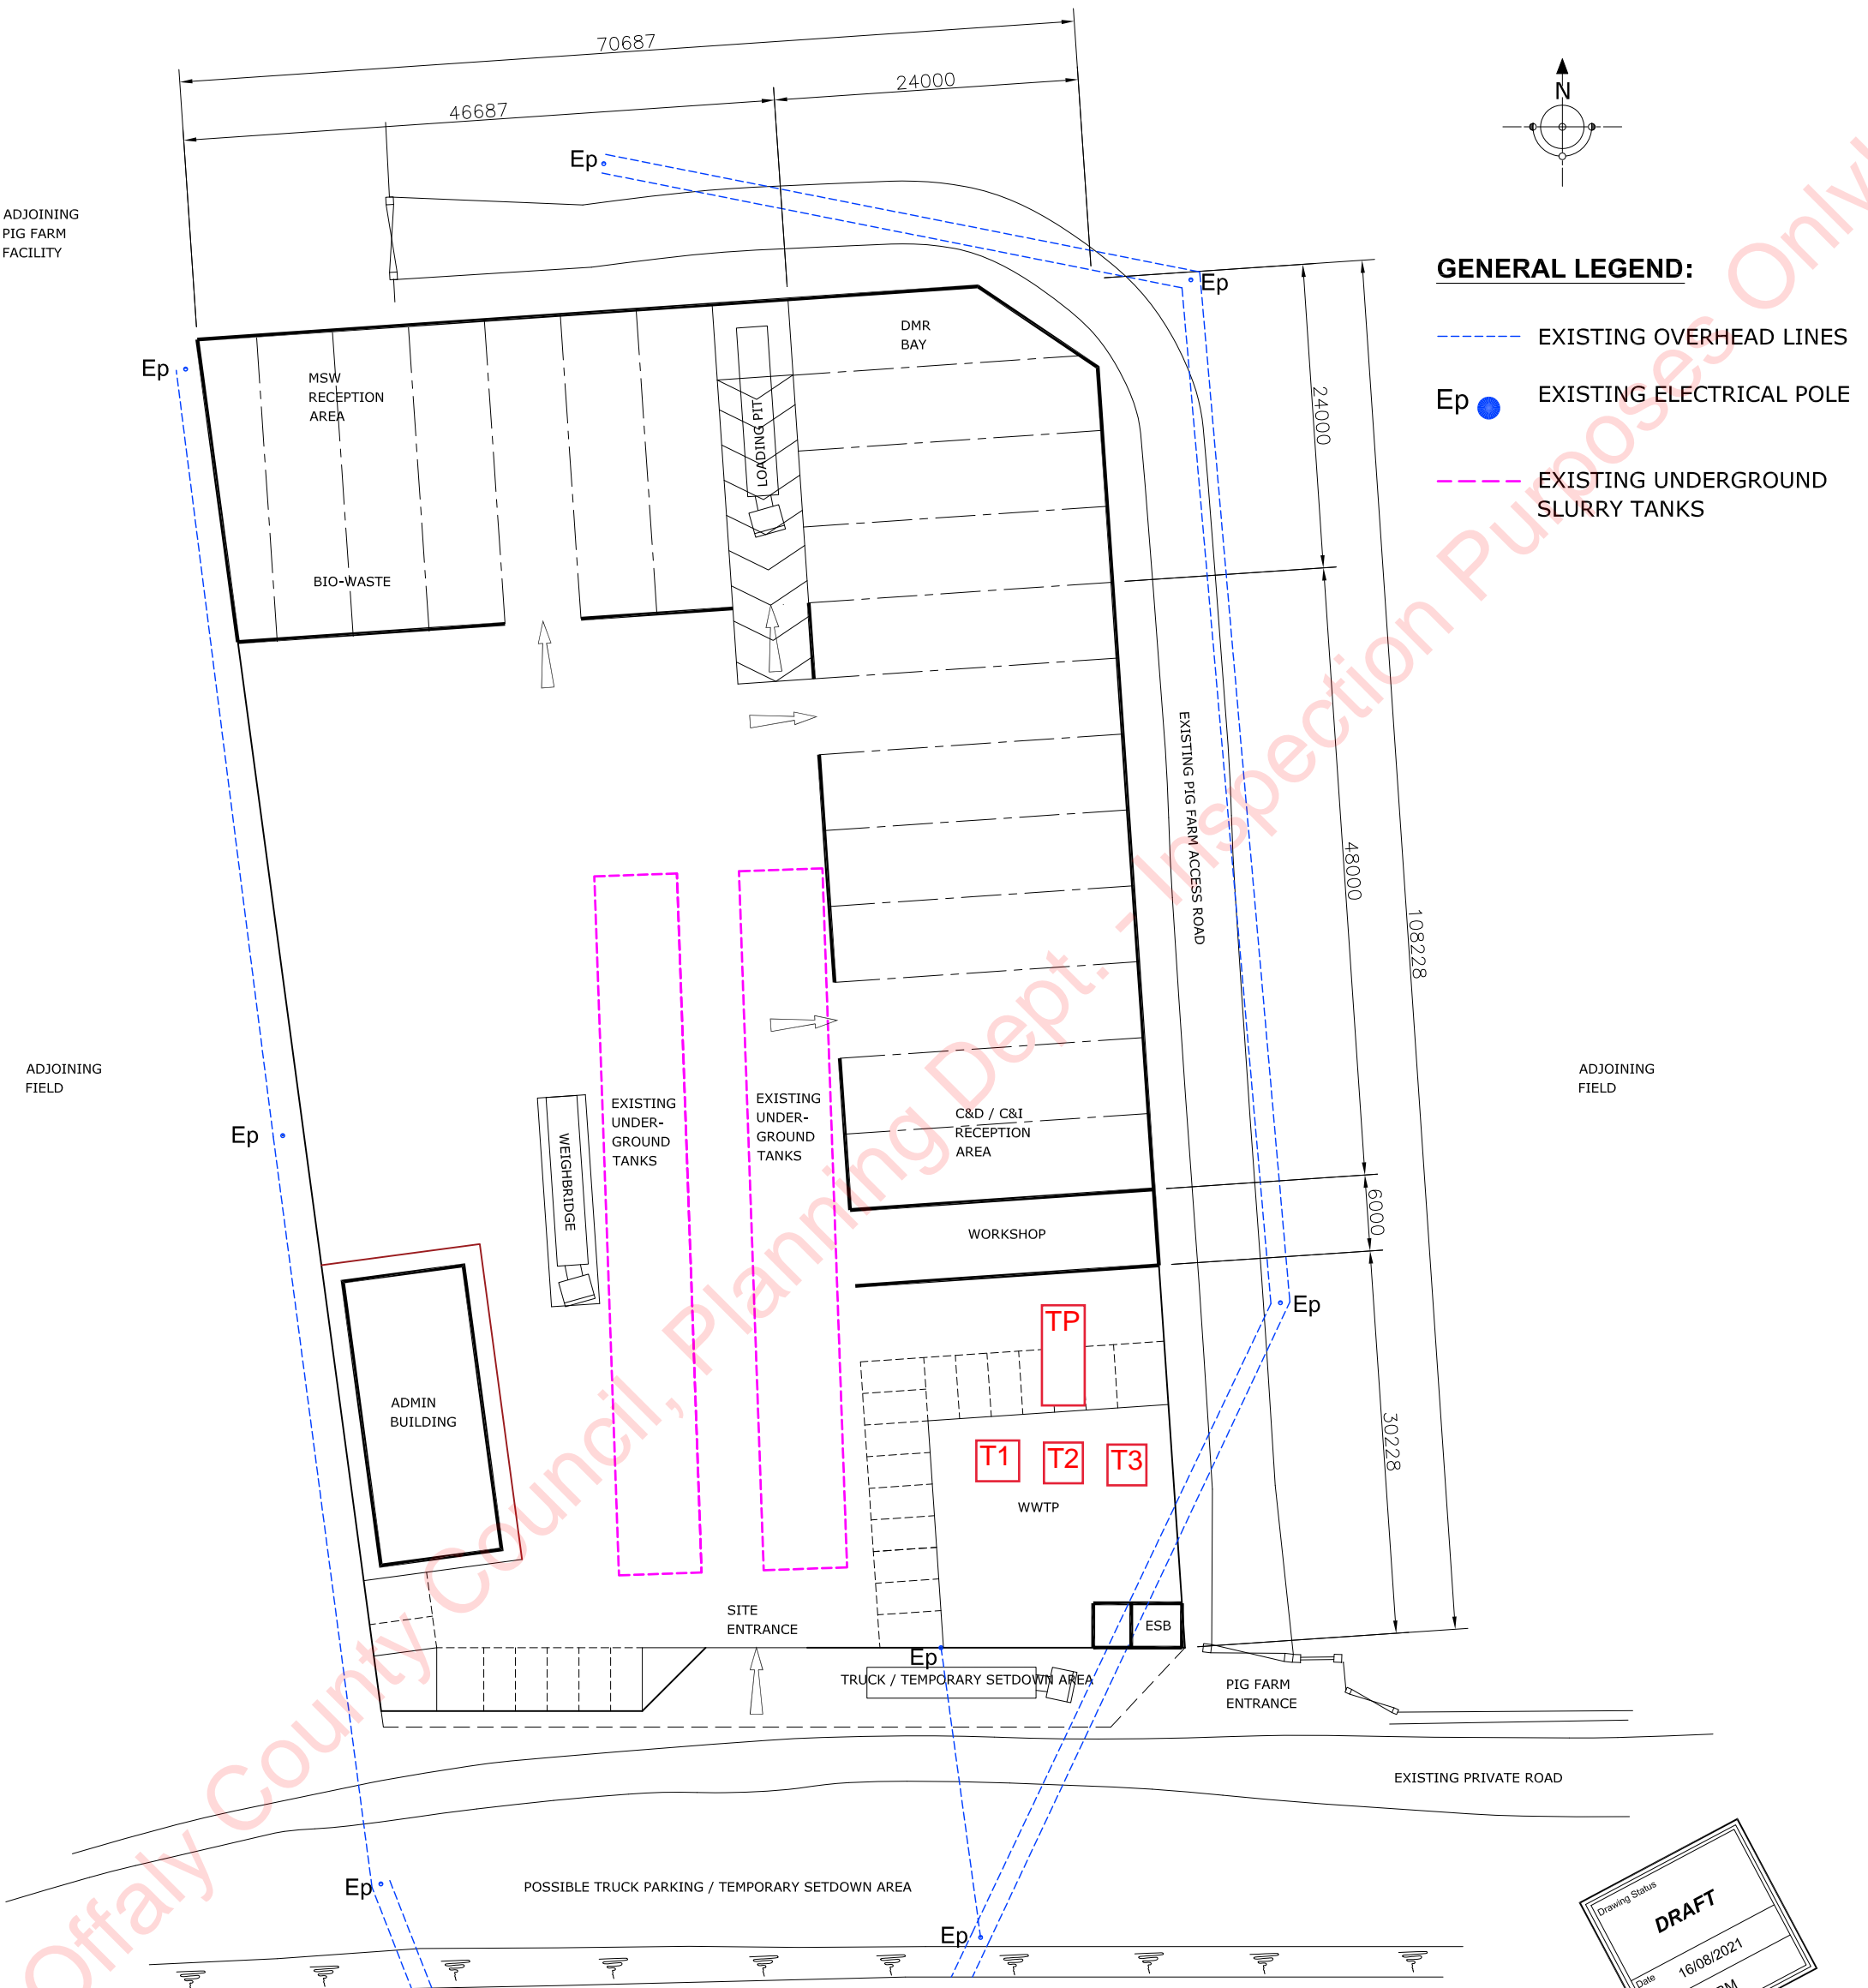 70687
46687
24000
N
Ep
ADJOINING
PIG FARM
FACILITY
Ep
GENERAL LEGEND:
EXISTING OVERHEAD LINES
Ep
EXISTING ELECTRICAL POLE
EXISTING UNDERGROUND
SLURRY TANKS
Ep
DMR
BAY
MSW
RECEPTION
AREA
LOADING PIT
24000
BIO-WASTE
EXISTING PIG FARM ACCESS ROAD
48000
108228
ADJOINING
FIELD
Ep
WEIGHBRIDGE
EXISTING
UNDER-
GROUND
TANKS
EXISTING
UNDER-
GROUND
TANKS
C&D / C&I
RECEPTION
AREA
ADJOINING
FIELD
6000
WORKSHOP
Ep
TP
ADMIN
BUILDING
30228
T1
T2
T3
WWTP
SITE
ENTRANCE
ESB
Ep
TRUCK / TEMPORARY SETDOWN AREA
PIG FARM
ENTRANCE
EXISTING PRIVATE ROAD
Ep
POSSIBLE TRUCK PARKING / TEMPORARY SETDOWN AREA
Ep
Drawing Status
DRAFT
Date
16/08/2021
Offaly County Council, Planning Dept. - Inspection Purposes Only!